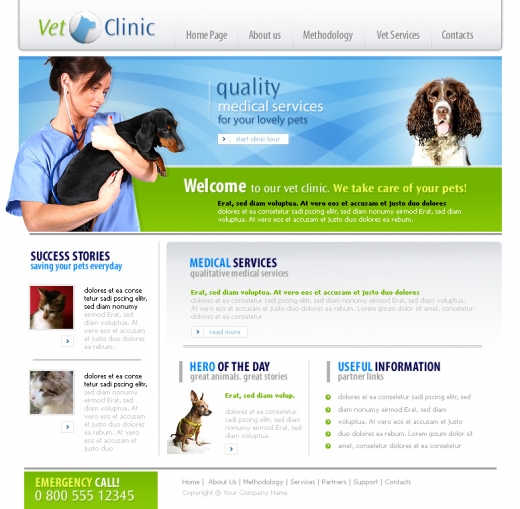 Vet Clinic
Home Page
About us
Methodology
Vet Services
Contacts
quality
medical services
for your lovely pets
start clinic tour
Welcome to our vet clinic. We take care of your pets!
Erat, sed diam voluptua. At vero eos et accusam et justo duo dolores
dolores et ea consetetur sadi pscing elitr, sed diam nonumy eirmod Erat, sed diam
voluptua. At vero eos et accusam et justo duo dolores et ea rebum.
SUCCESS STORIES
saving your pets everyday
dolores et ea conse
tetur sadi pscing elitr,
sed diam nonumy
eirmod Erat, sed diam
voluptua. At
vero eos et accusam
et justo duo dolores
et ea rebum.
dolores et ea conse
tetur sadi pscing elitr,
sed diam nonumy
eirmod Erat, sed diam
voluptua. At
vero eos et accusam
et justo duo dolores
et ea rebum.
MEDICAL SERVICES
qualitative medical services
Erat, sed diam voluptua. At vero eos et accusam et justo duo dolores
dolores et ea consetetur sadi pscing elitr, sed diam nonumy eirmod Erat, sed diam
voluptua. At vero eos et accusam et justo duo dolores et ea rebum. Lorem ipsum
dolor sit amet, consetetur
read more
HERO OF THE DAY
great animals. great stories
Erat, sed diam volup.
dolores et ea
consetetur sadi
pscing elitr, sed diam
nonumy eirmod Erat,
sed diam
USEFUL INFORMATION
partner links
dolores et ea consetetur sadi pscing
diam nonumy eirmod Erat, sed diam
voluptua. At vero eos et accusam
duo dolores et ea rebum. Lorem ipsum
sit amet, consetetur Lorem ipsum dolor
EMERGENCY CALL!
0 800 555 12345
Home | About Us | Methodology | Services | Partners | Support | Contacts
Copyright © Your Company Name